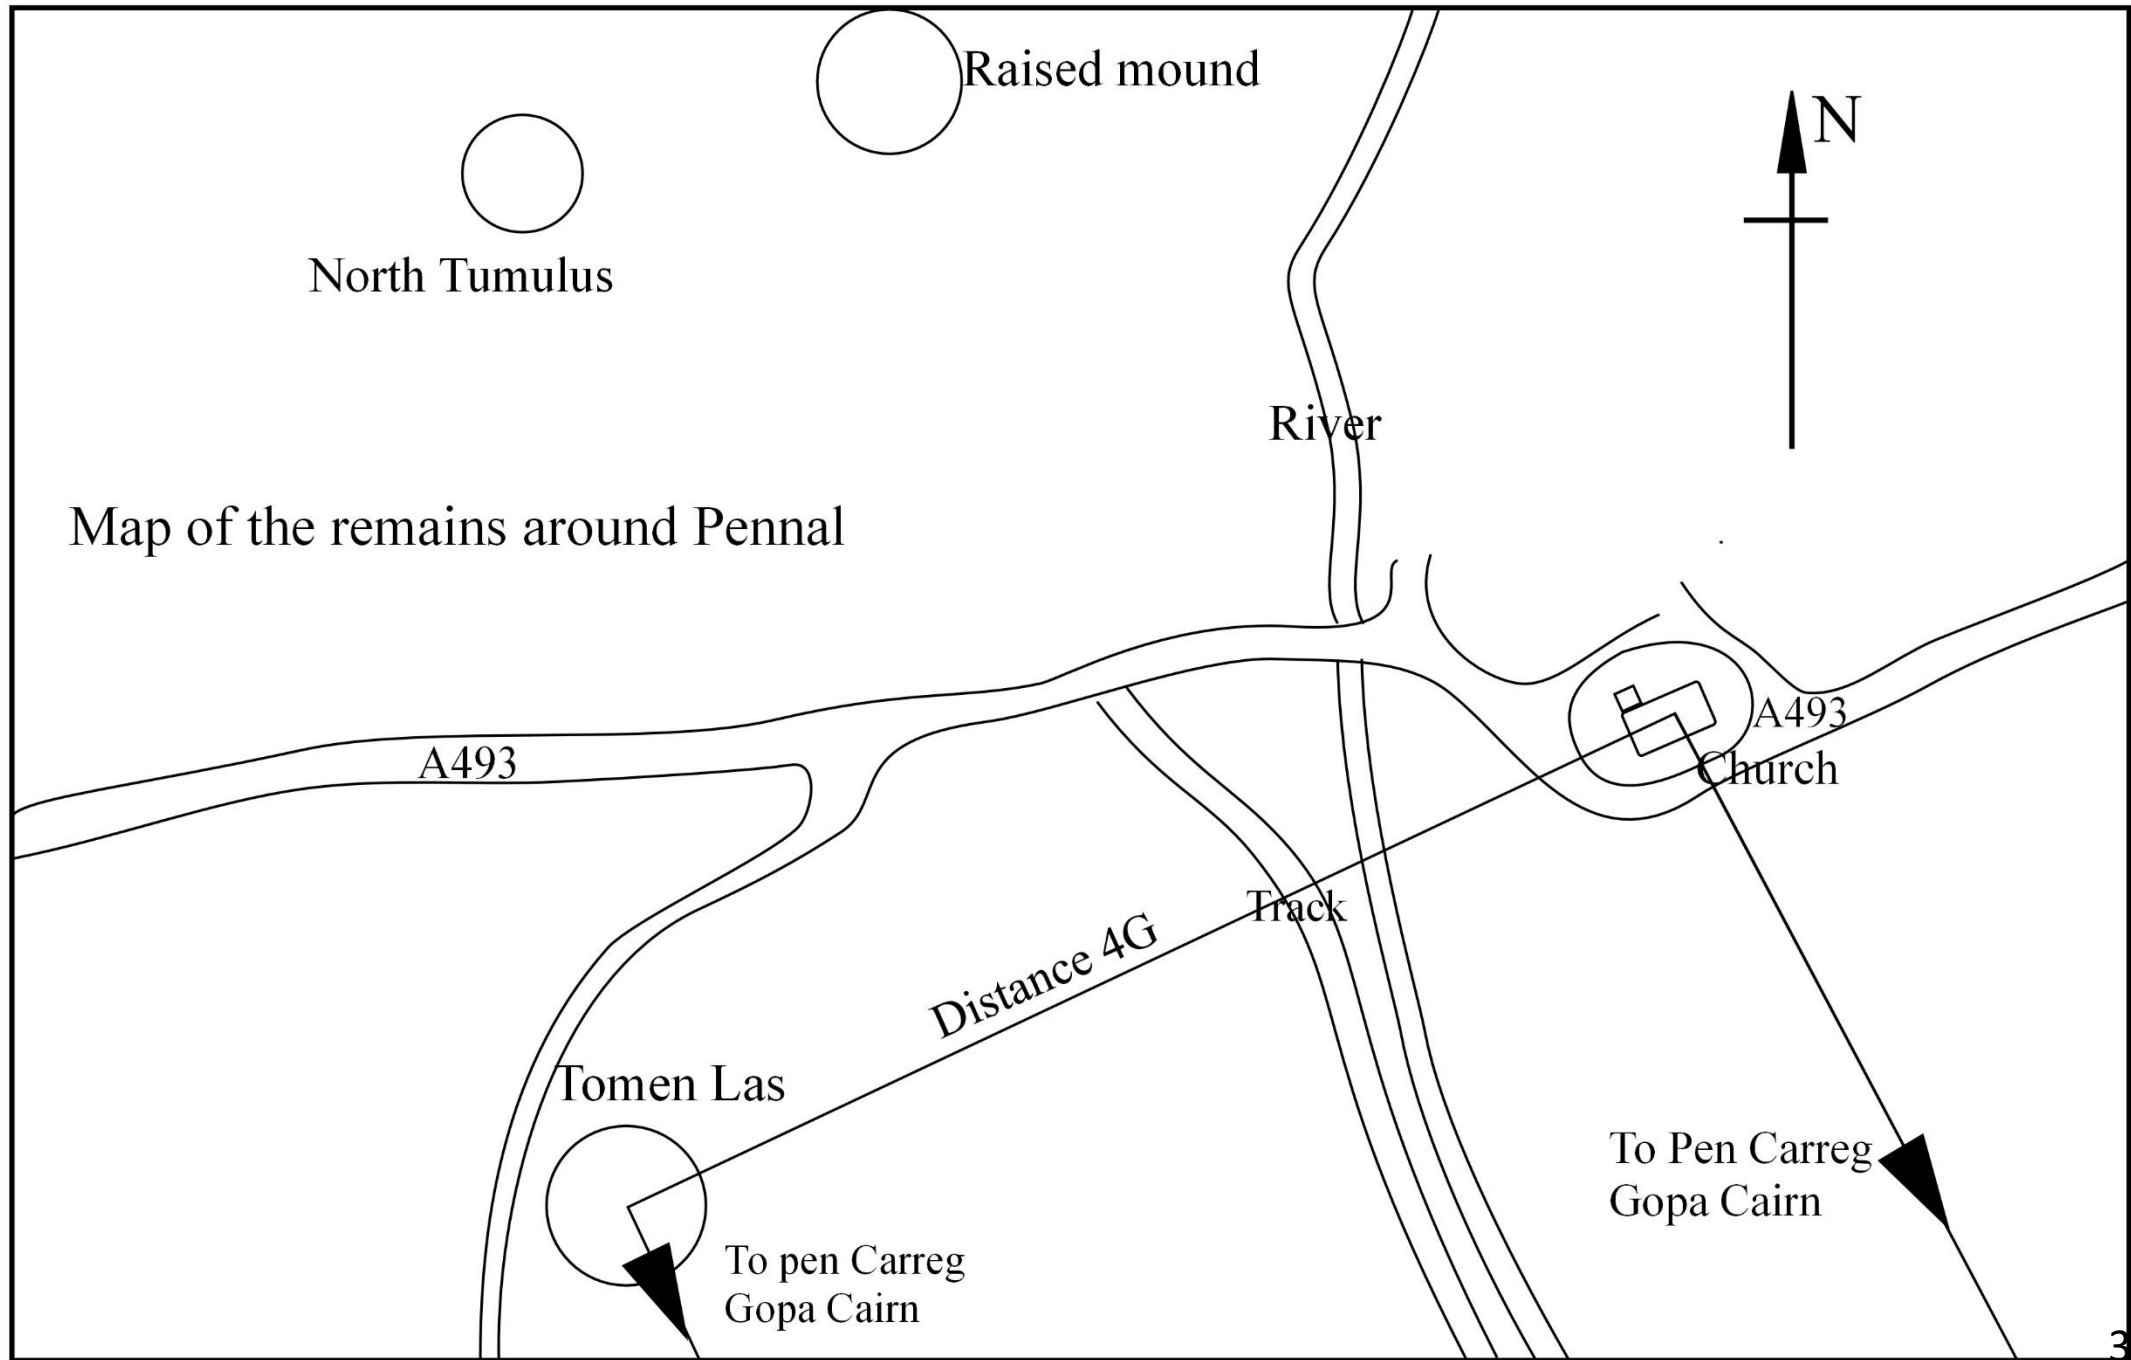 Raised mound
N
North Tumulus
River
Map of the remains around Pennal
A493
A493
Church
Track
Distance 4G
Tomen Las
To Pen Carreg
Gopa Cairn
To pen Carreg
Gopa Cairn
3